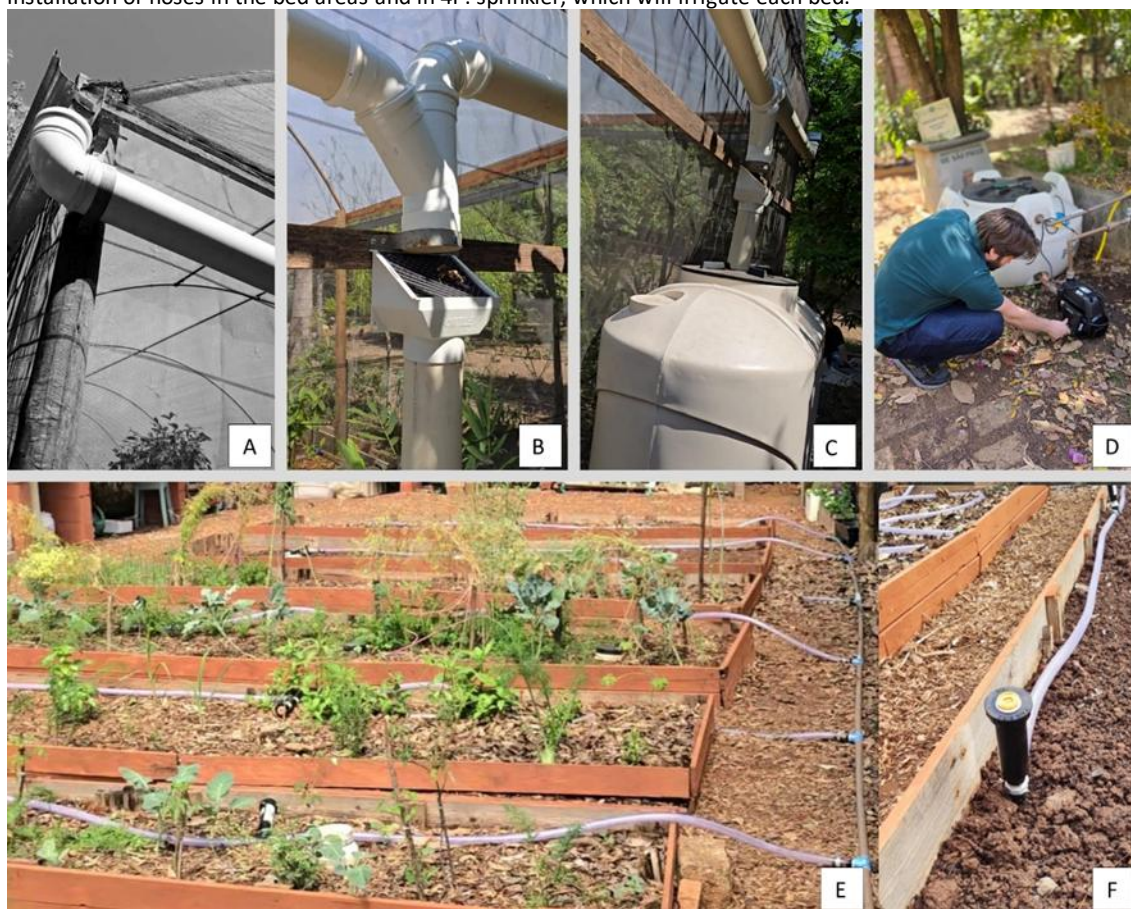 installation of hoses in the bed areas and in 4F: sprinkler, which will irrigate each bed.
A
B
C
D
E
F